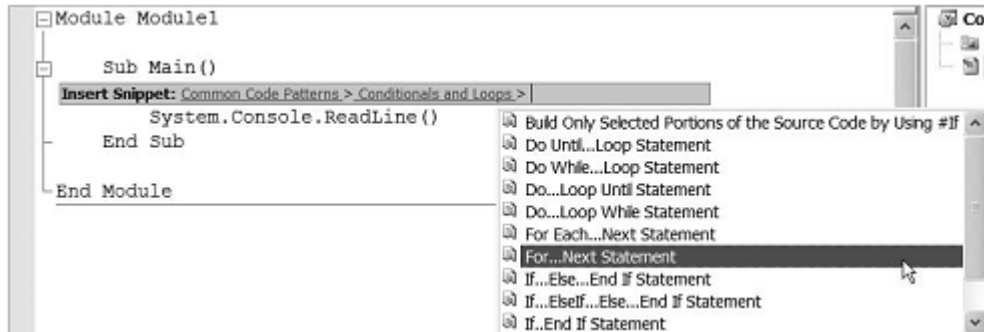 Module Module1
Co
Sub Main()
Insert Snippet: Common Code Patterns > Conditionals and Loops >
System.Console.ReadLine()
End Sub
End Module
Build Only Selected Portions of the Source Code by Using #If
Do Until...Loop Statement
Do While...Loop Statement
Do...Loop Until Statement
Do...Loop While Statement
For Each...Next Statement
For...Next Statement
If...Else...End If Statement
If...ElseIf...Else...End If Statement
If..End If Statement